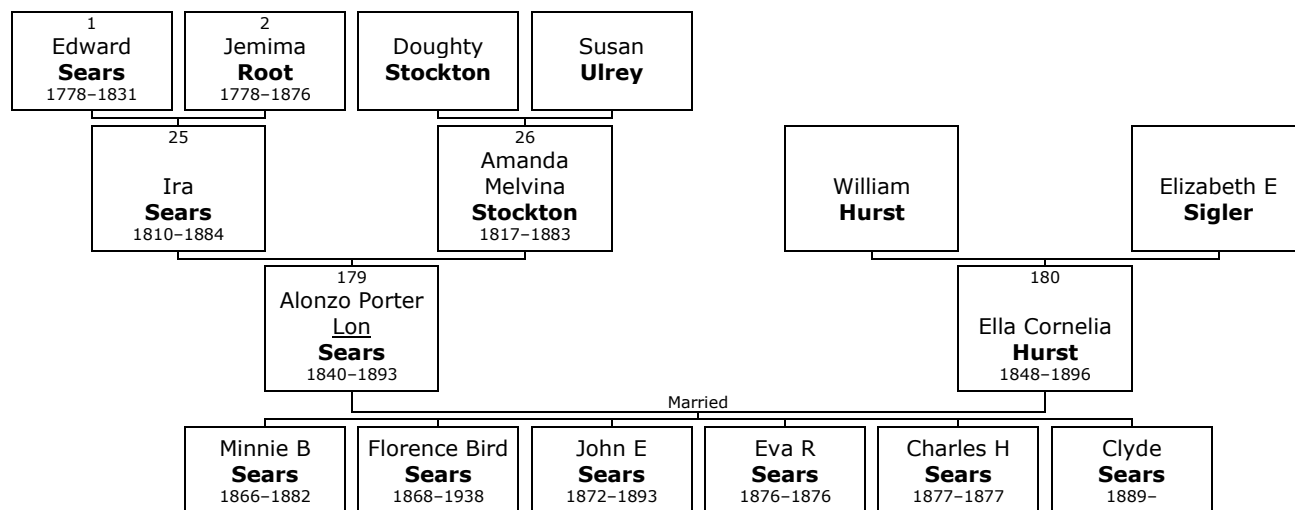 1
Edward
Sears
1778–1831
2
Jemima
Root
1778–1876
Doughty
Stockton
Susan
Ulrey
25
Ira
Sears
1810–1884
26
Amanda
Melvina
Stockton
1817–1883
William
Hurst
Elizabeth E
Sigler
179
Alonzo Porter
Lon
Sears
1840–1893
180
Ella Cornelia
Hurst
1848–1896
Married
Minnie B
Sears
1866–1882
Florence Bird
Sears
1868–1938
John E
Sears
1872–1893
Eva R
Sears
1876–1876
Charles H
Sears
1877–1877
Clyde
Sears
1889–